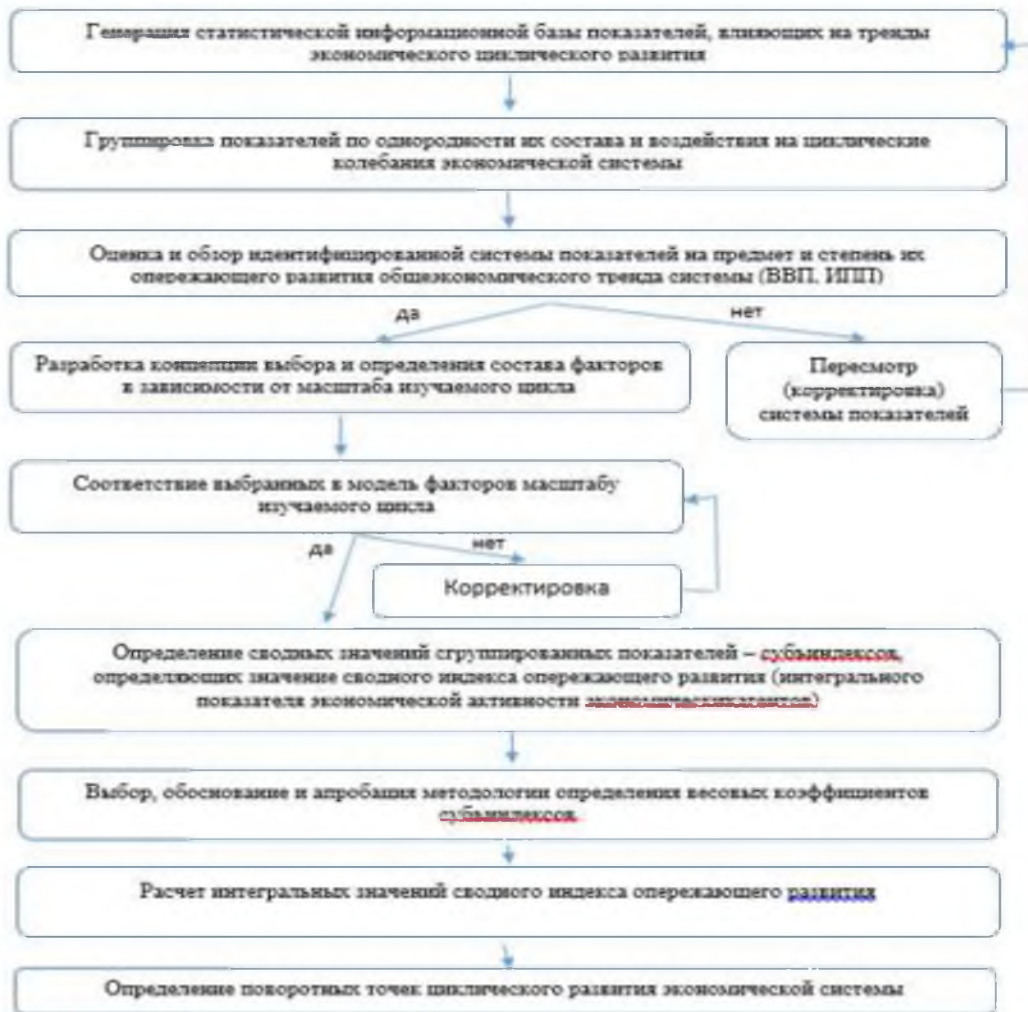 Генерация статистической информационной базы показателей, влияющих на тренды
экономического циклического развития
Группировка показателей по однородности их состава и воздействия на циклические
колебания экономической системы
Оценка и обзор идентифицированной системы показателей на предмет и степень их
опережающего развития общеэкономического тренда системы (ВВП, ИПП)
да
нет
Разработка концепции выбора и определения состава факторов
в зависимости от масштаба изучаемого цикла
Пересмотр
(корректировка)
системы показателей
Соответствие выбранных в модель факторов масштабу
изучаемого цикла
да
нет
Корректировка
Определение сводных значений сгруппированных показателей – субъиндексов,
определяющих значение сводного индекса опережающего развития (интегрального
показателя экономической активности
Выбор, обоснование и апробация методологии определения весовых коэффициентов
субъиндексов
Расчет интегральных значений сводного индекса опережающего развития
Определение поворотных точек циклического развития экономической системы